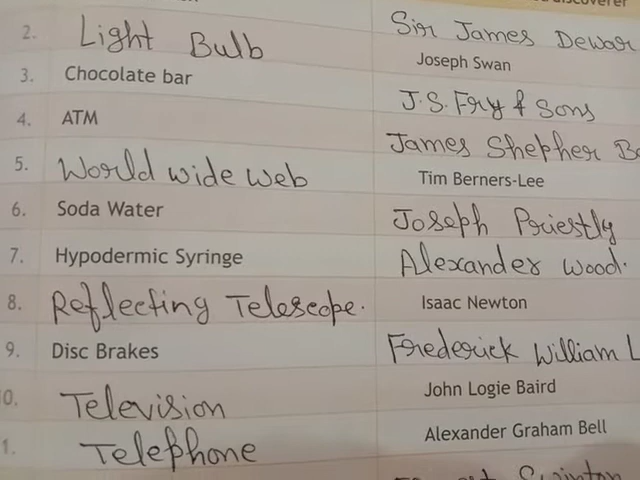 discoverer
Sir James Dewar
2. Light Bulb
Joseph Swan
3. Chocolate bar
J.S. Fry & Sons
4. ATM
James Shepher
5. World wide web
Tim Berners-Lee
6. Soda Water
Joseph Priestly
7. Hypodermic Syringe
Alexander Wood.
8. Reflecting Telescope.
Isaac Newton
9. Disc Brakes
Frederick William L
0. Television
John Logie Baird
1. Telephone
Alexander Graham Bell